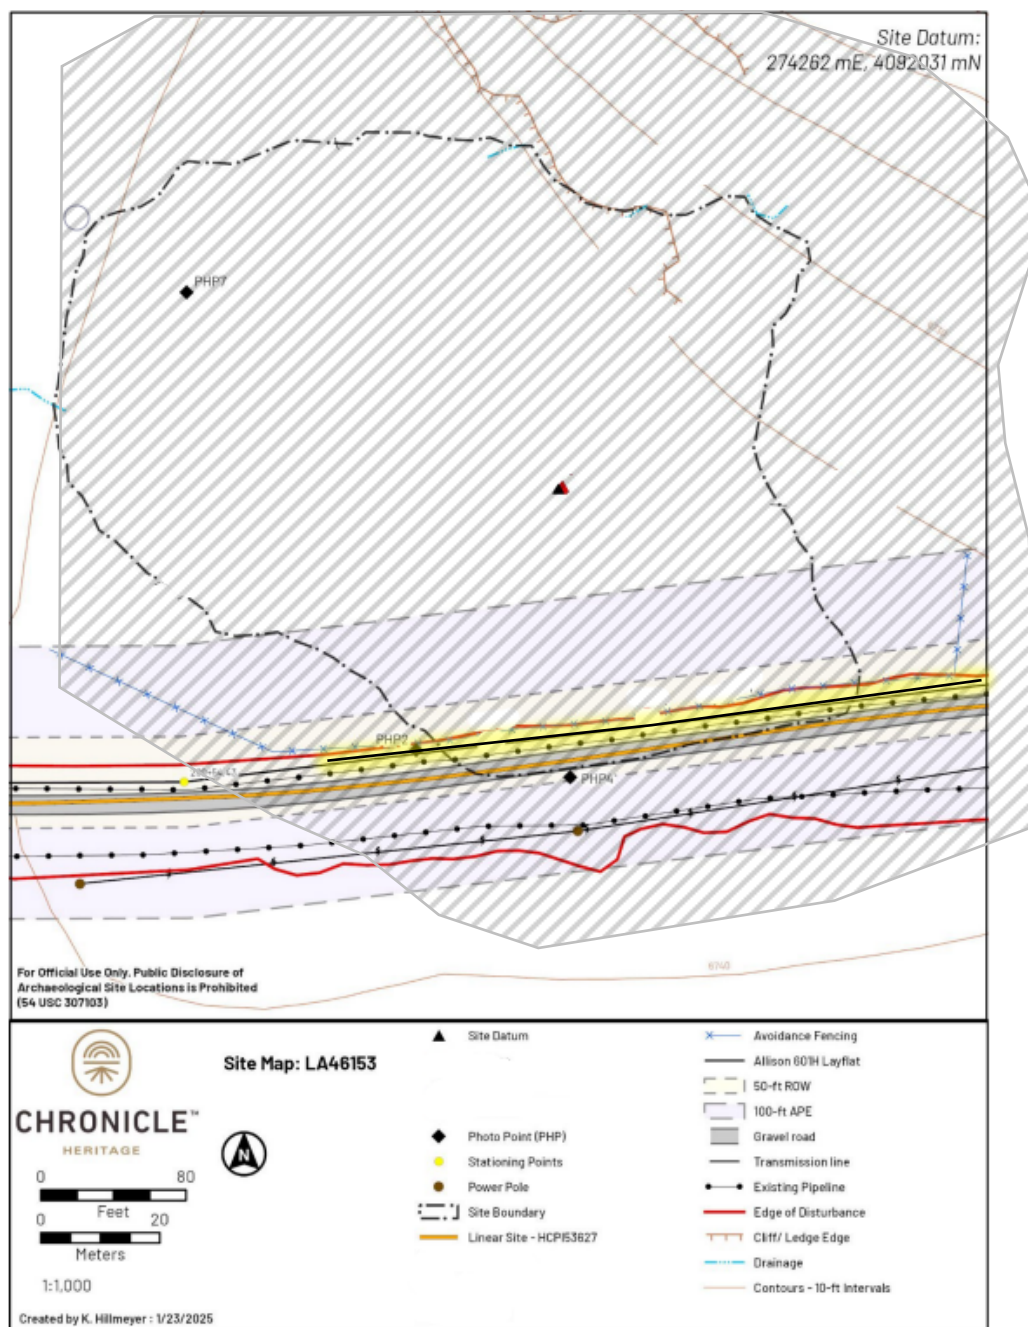 Site Datum:
274262 mE, 4092031 mN
PHP7
PHP2
PHP4
6740
For Official Use Only. Public Disclosure of
Archaeological Site Locations is Prohibited
(54 USC 307103)
CHRONICLE™
HERITAGE
Site Map: LA46153
N
0 80
Feet
0 20
Meters
1:1,000
Created by K. Hillmeyer : 1/23/2025
Site Datum
Photo Point (PHP)
Stationing Points
Power Pole
Site Boundary
Linear Site - HCPI53627
Avoidance Fencing
Allison 601H Layflat
50-ft ROW
100-ft APE
Gravel road
Transmission line
Existing Pipeline
Edge of Disturbance
Cliff/ Ledge Edge
Drainage
Contours - 10-ft Intervals